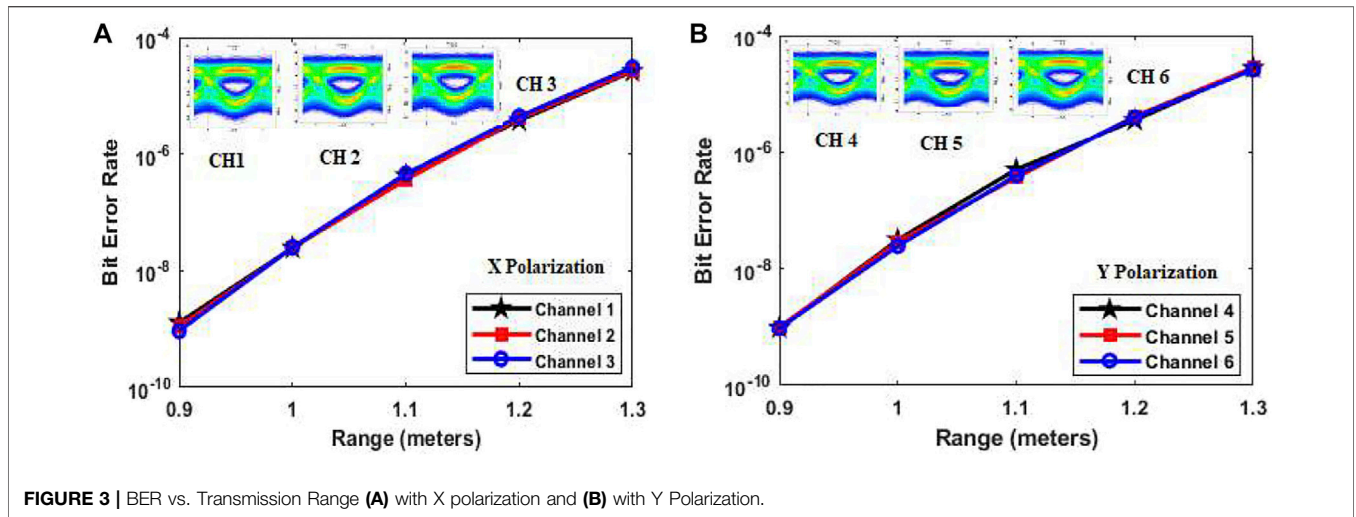 A
10-4
10-6
10-8
10-10
Bit Error Rate
CH1
CH 2
CH 3
X Polarization
Channel 1
Channel 2
Channel 3
0.9
1
1.1
1.2
1.3
Range (meters)
B
10-4
10-6
10-8
10-10
Bit Error Rate
CH 4
CH 5
CH 6
Y Polarization
Channel 4
Channel 5
Channel 6
0.9
1
1.1
1.2
1.3
Range (meters)
FIGURE 3 | BER vs. Transmission Range (A) with X polarization and (B) with Y Polarization.